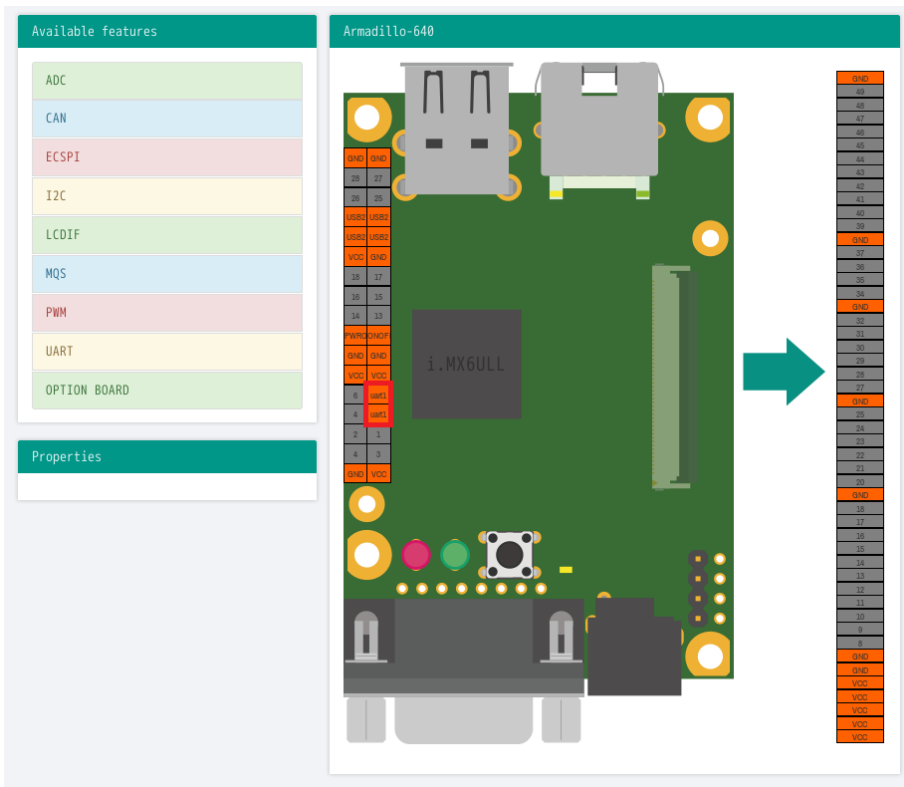 Available features
ADC
CAN
ECSPI
I2C
LCDIF
MQS
PWM
UART
OPTION BOARD
Properties
Armadillo-640
GND GND
28 27
26 25
USB2 USB2
USB2 USB2
VCC GND
18 17
16 15
14 13
PWRO ONOF
GND GND
VCC VCC
6 uart1
4 uart1
2 1
4 3
GND VCC
i.MX6ULL
GND
49
48
47
46
45
44
43
42
41
40
39
GND
37
36
35
34
GND
32
31
30
29
28
27
GND
25
24
23
22
21
20
GND
18
17
16
15
14
13
12
11
10
9
8
GND
GND
VCC
VCC
VCC
VCC
VCC